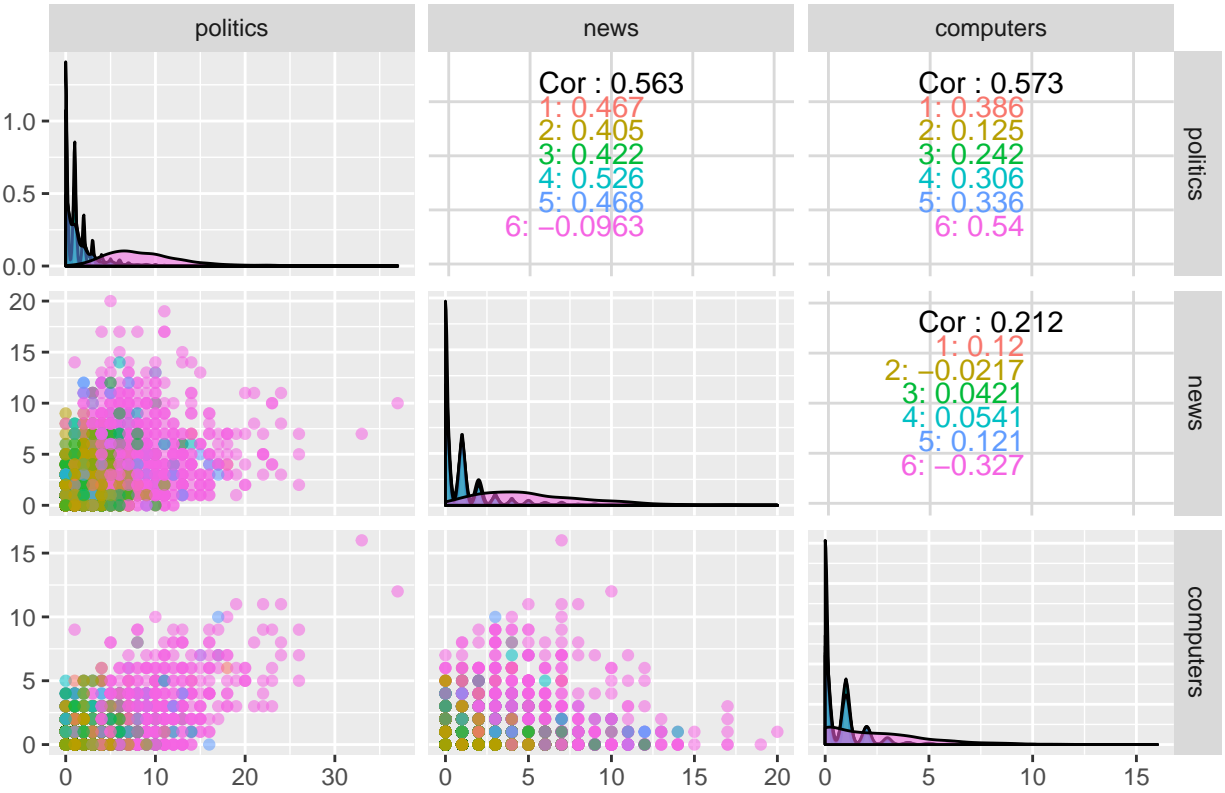 politics
news
computers
1.0
0.5
0.0
Cor : 0.563
1: 0.467
2: 0.405
3: 0.422
4: 0.526
5: 0.468
6: −0.0963
Cor : 0.573
1: 0.386
2: 0.125
3: 0.242
4: 0.306
5: 0.336
6: 0.54
politics
20
15
10
5
0
Cor : 0.212
1: 0.12
2: −0.0217
3: 0.0421
4: 0.0541
5: 0.121
6: −0.327
news
15
10
5
0
computers
0 10 20 30
0 5 10 15 20
0 5 10 15